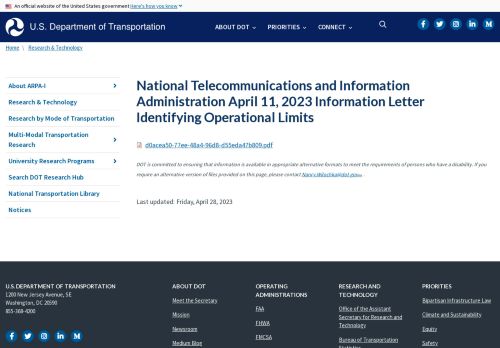 An official website of the United States government Here's how you know
U.S. Department of Transportation
ABOUT DOT
PRIORITIES
CONNECT
Home \ Research & Technology
About ARPA-I
Research & Technology
Research by Mode of Transportation
Multi-Modal Transportation
Research
University Research Programs
Search DOT Research Hub
National Transportation Library
Notices
National Telecommunications and Information
Administration April 11, 2023 Information Letter
Identifying Operational Limits
d0acea50-77ee-48a4-96d8-d55eda47b809.pdf
DOT is committed to ensuring that information is available in appropriate alternative formats to meet the requirements of persons who have a disability. If you
require an alternative version of files provided on this page, please contact
Last updated: Friday, April 28, 2023
U.S. DEPARTMENT OF TRANSPORTATION
1200 New Jersey Avenue, SE
Washington, DC 20590
855-368-4200
ABOUT DOT
Meet the Secretary
Mission
Newsroom
Medium Blog
OPERATING
ADMINISTRATIONS
FAA
FHWA
FMCSA
RESEARCH AND
TECHNOLOGY
Office of the Assistant
Secretary for Research and
Technology
Bureau of Transportation
Statistics
PRIORITIES
Bipartisan Infrastructure Law
Climate and Sustainability
Equity
Safety